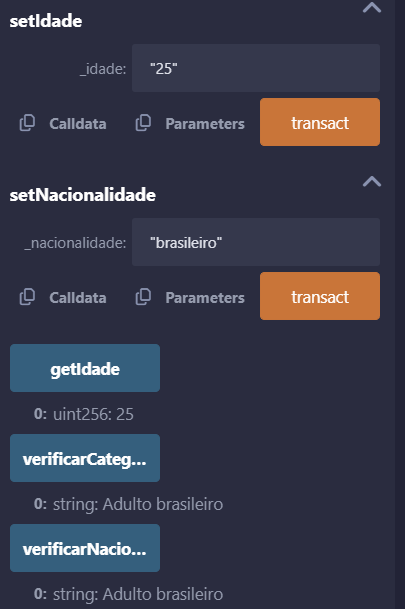 setIdade
_idade: "25"
Calldata Parameters transact
setNacionalidade
_nacionalidade: "brasileiro"
Calldata Parameters transact
getIdade
0: uint256: 25
verificarCateg...
0: string: Adulto brasileiro
verificarNacio...
0: string: Adulto brasileiro